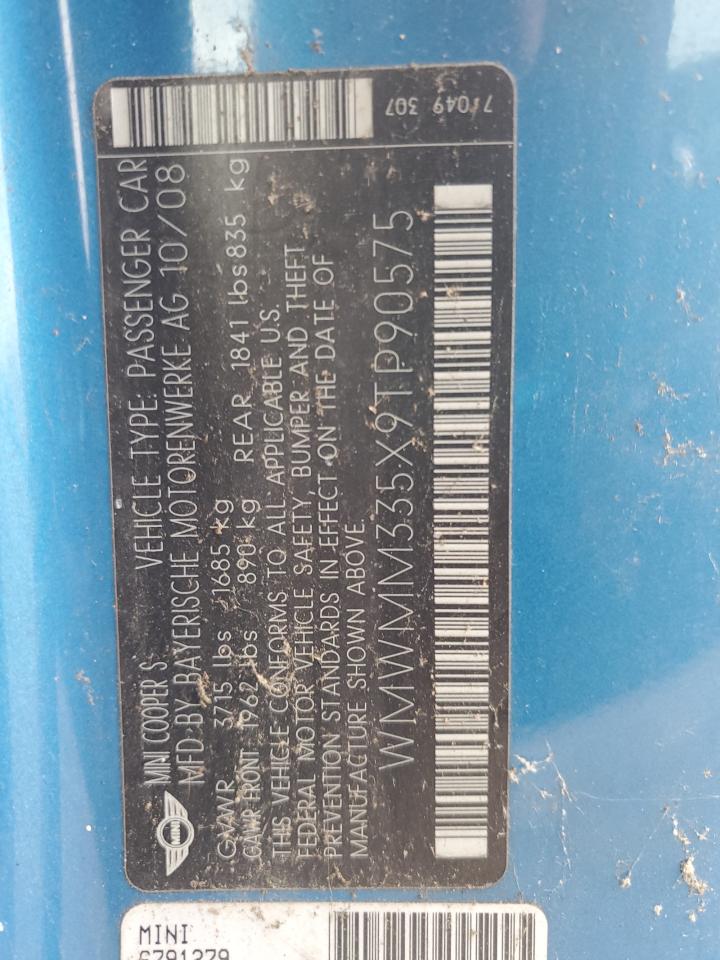 7 049 307
MINI COOPER S VEHICLE TYPE: PASSENGER CAR
MFD BY BAYERISCHE MOTORENWERKE AG 10/08
GVWR 3715 lbs 1685 kg
GAWR FRONT 1962 lbs 890 kg REAR 1841 lbs 835 kg
THIS VEHICLE CONFORMS TO ALL APPLICABLE U.S.
FEDERAL MOTOR VEHICLE SAFETY, BUMPER AND THEFT
PREVENTION STANDARDS IN EFFECT ON THE DATE OF
MANUFACTURE SHOWN ABOVE.
WMWMM335X9TP90575
MINI
MINI
6791279